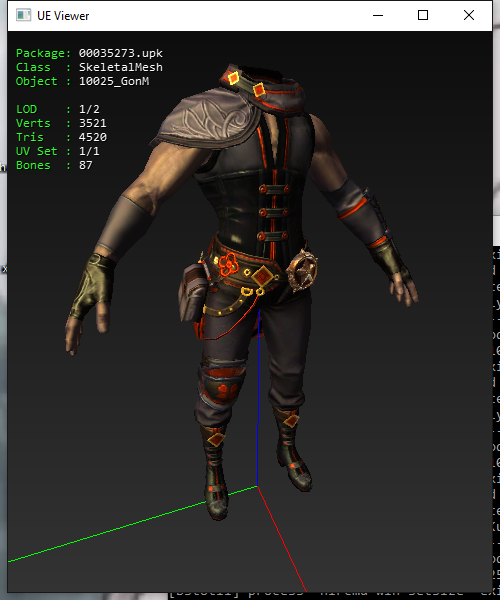 UE Viewer
Package: 00035273.upk
Class : SkeletalMesh
Object : 10025_GonM
LOD : 1/2
Verts : 3521
Tris : 4520
UV Set : 1/1
Bones : 87